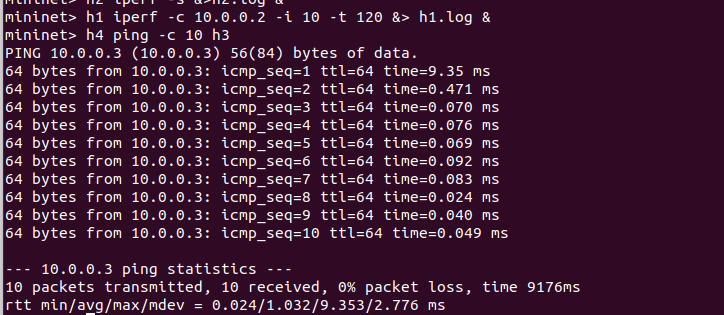 mininet> h2 iperf -s &>h2.log &
mininet> h1 iperf -c 10.0.0.2 -i 10 -t 120 &> h1.log &
mininet> h4 ping -c 10 h3
PING 10.0.0.3 (10.0.0.3) 56(84) bytes of data.
64 bytes from 10.0.0.3: icmp_seq=1 ttl=64 time=9.35 ms
64 bytes from 10.0.0.3: icmp_seq=2 ttl=64 time=0.471 ms
64 bytes from 10.0.0.3: icmp_seq=3 ttl=64 time=0.070 ms
64 bytes from 10.0.0.3: icmp_seq=4 ttl=64 time=0.076 ms
64 bytes from 10.0.0.3: icmp_seq=5 ttl=64 time=0.069 ms
64 bytes from 10.0.0.3: icmp_seq=6 ttl=64 time=0.092 ms
64 bytes from 10.0.0.3: icmp_seq=7 ttl=64 time=0.083 ms
64 bytes from 10.0.0.3: icmp_seq=8 ttl=64 time=0.024 ms
64 bytes from 10.0.0.3: icmp_seq=9 ttl=64 time=0.040 ms
64 bytes from 10.0.0.3: icmp_seq=10 ttl=64 time=0.049 ms
--- 10.0.0.3 ping statistics ---
10 packets transmitted, 10 received, 0% packet loss, time 9176ms
rtt min/avg/max/mdev = 0.024/1.032/9.353/2.776 ms